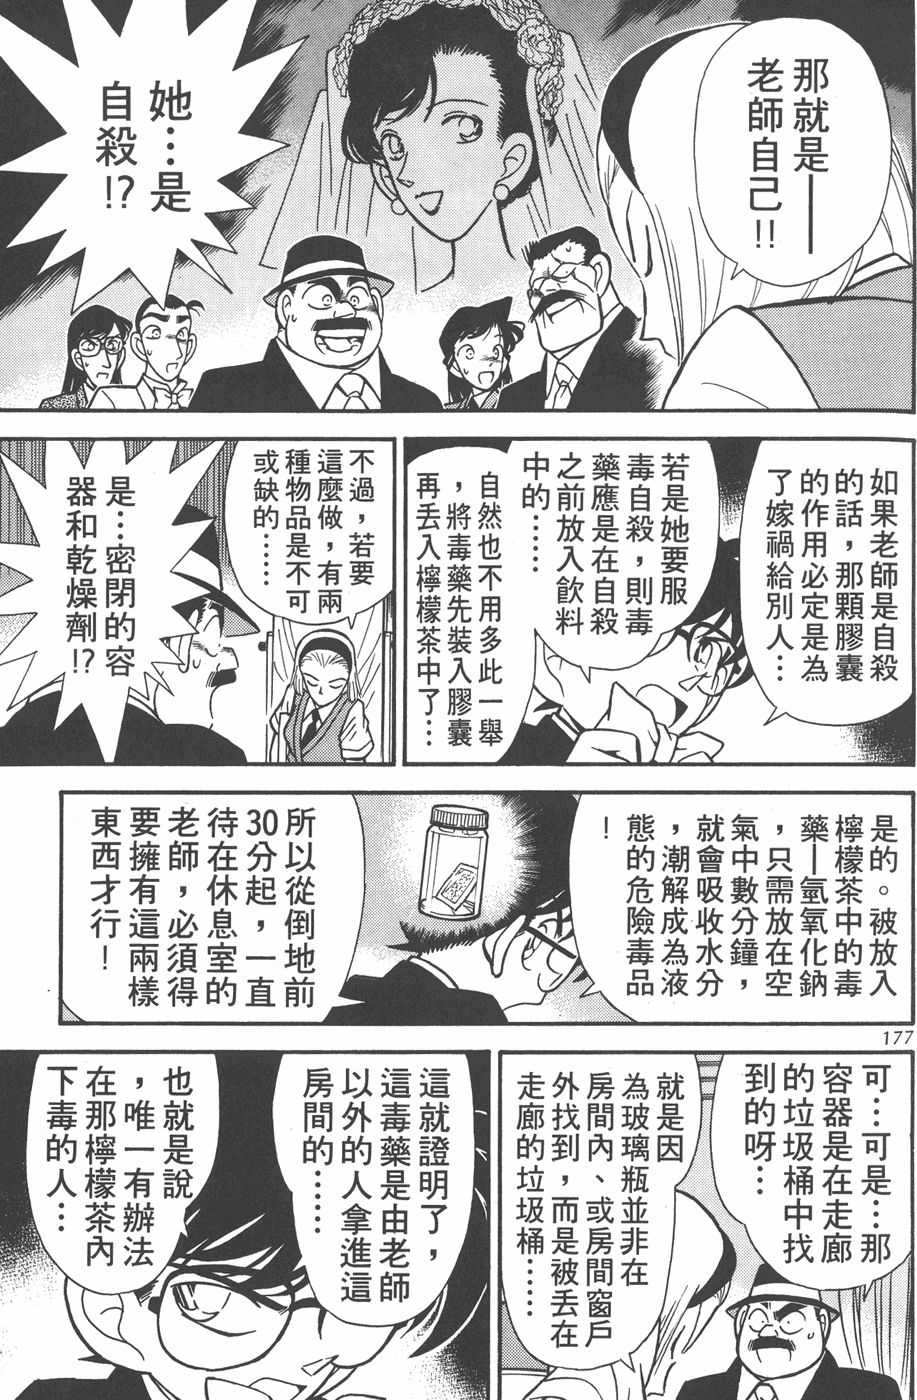 那就是——
老師自己!!
她…是
自殺!?
如果老師是自殺
的話，那顆膠囊
的作用必定是為
了嫁禍給別人…
若是她要服
毒自殺，則毒
藥應是在自殺
之前放入飲料
中的……
自然也不用多此一舉
，將毒藥先裝入膠囊
再丟入檸檬茶中了…
不過，若要
這麼做，有兩
種物品是不可
或缺的……
是…密閉的容
器和乾燥劑!?
是的。被放入
檸檬茶中的毒
藥—氫氧化鈉
，只需放在空
氣中數分鐘，
就會吸收水分
，潮解成為液
態的危險毒品
！
所以從倒地前
30分起，一直
待在休息室的
老師，必須得
要擁有這兩樣
東西才行！
177
可…可是…那
容器是在走廊
的垃圾桶中找
到的呀…
就是因
為玻璃瓶並非在
房間內、或房間窗戶
外找到，而是被丟在
走廊的垃圾桶……
這就證明了，
這毒藥是由老師
以外的人拿進這
房間的…
也就是說
，唯一有辦法
在那檸檬茶內
下毒的人…